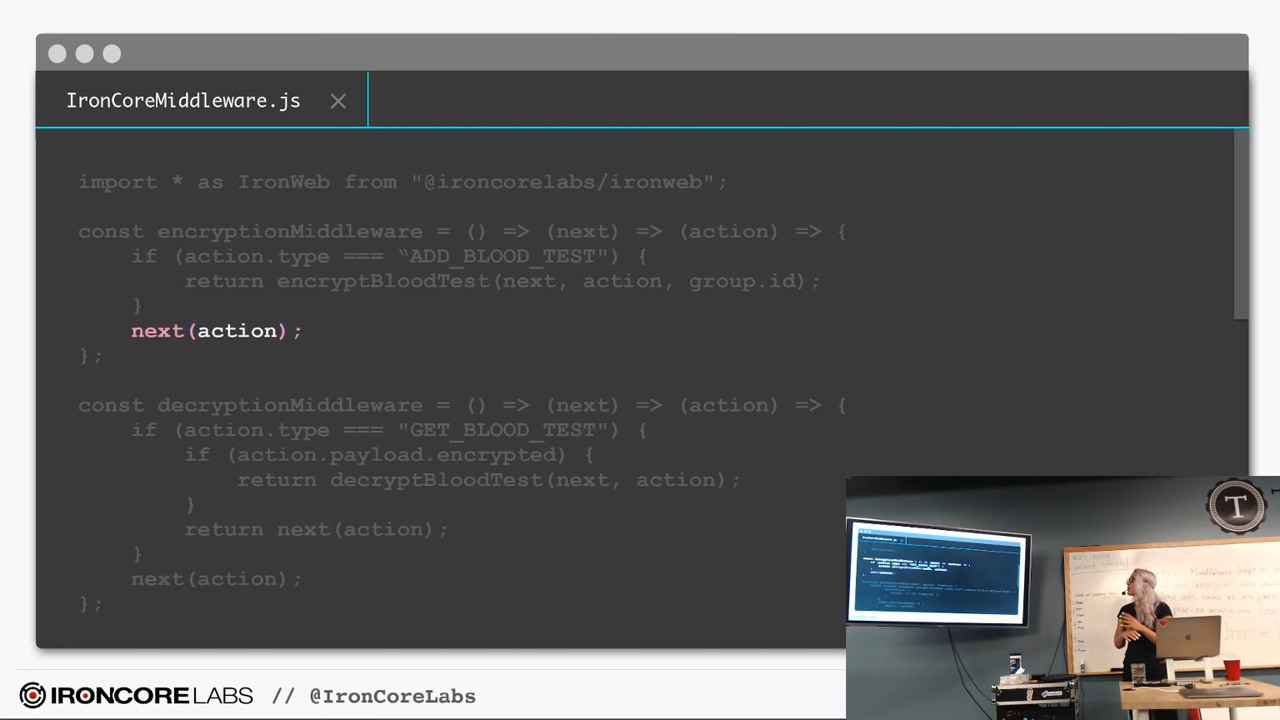 IronCoreMiddleware.js
import * as IronWeb from "@ironcorelabs/ironweb";
const encryptionMiddleware = () => (next) => (action) => {
if (action.type === “ADD_BLOOD_TEST") {
return encryptBloodTest(next, action, group.id);
}
next(action);
};
const decryptionMiddleware = () => (next) => (action) => {
if (action.type === "GET_BLOOD_TEST") {
if (action.payload.encrypted) {
return decryptBloodTest(next, action);
}
return next(action);
}
next(action);
};
IRONCORE LABS // @IronCoreLabs
T